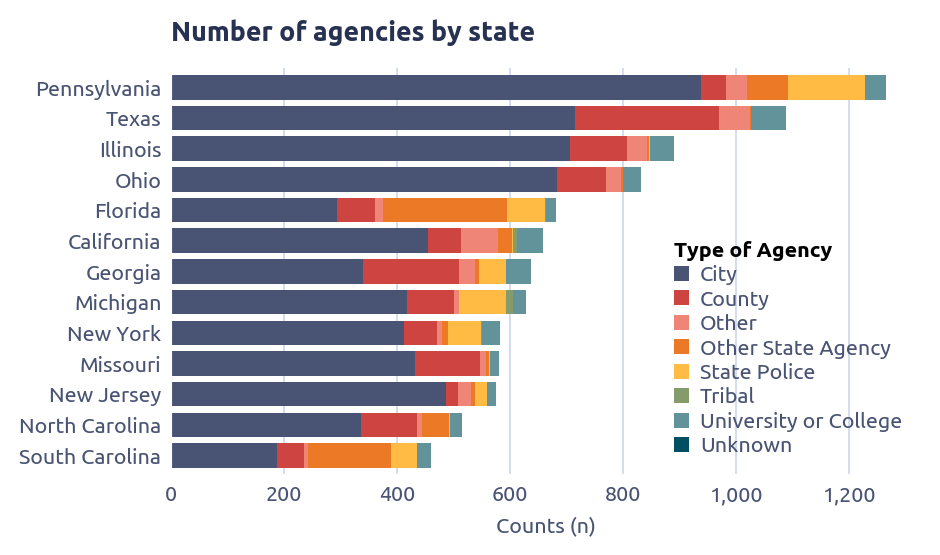 Number of agencies by state
Pennsylvania
Texas
Illinois
Ohio
Florida
California
Georgia
Michigan
New York
Missouri
New Jersey
North Carolina
South Carolina
Type of Agency
City
County
Other
Other State Agency
State Police
Tribal
University or College
Unknown
0 200 400 600 800 1,000 1,200
Counts (n)